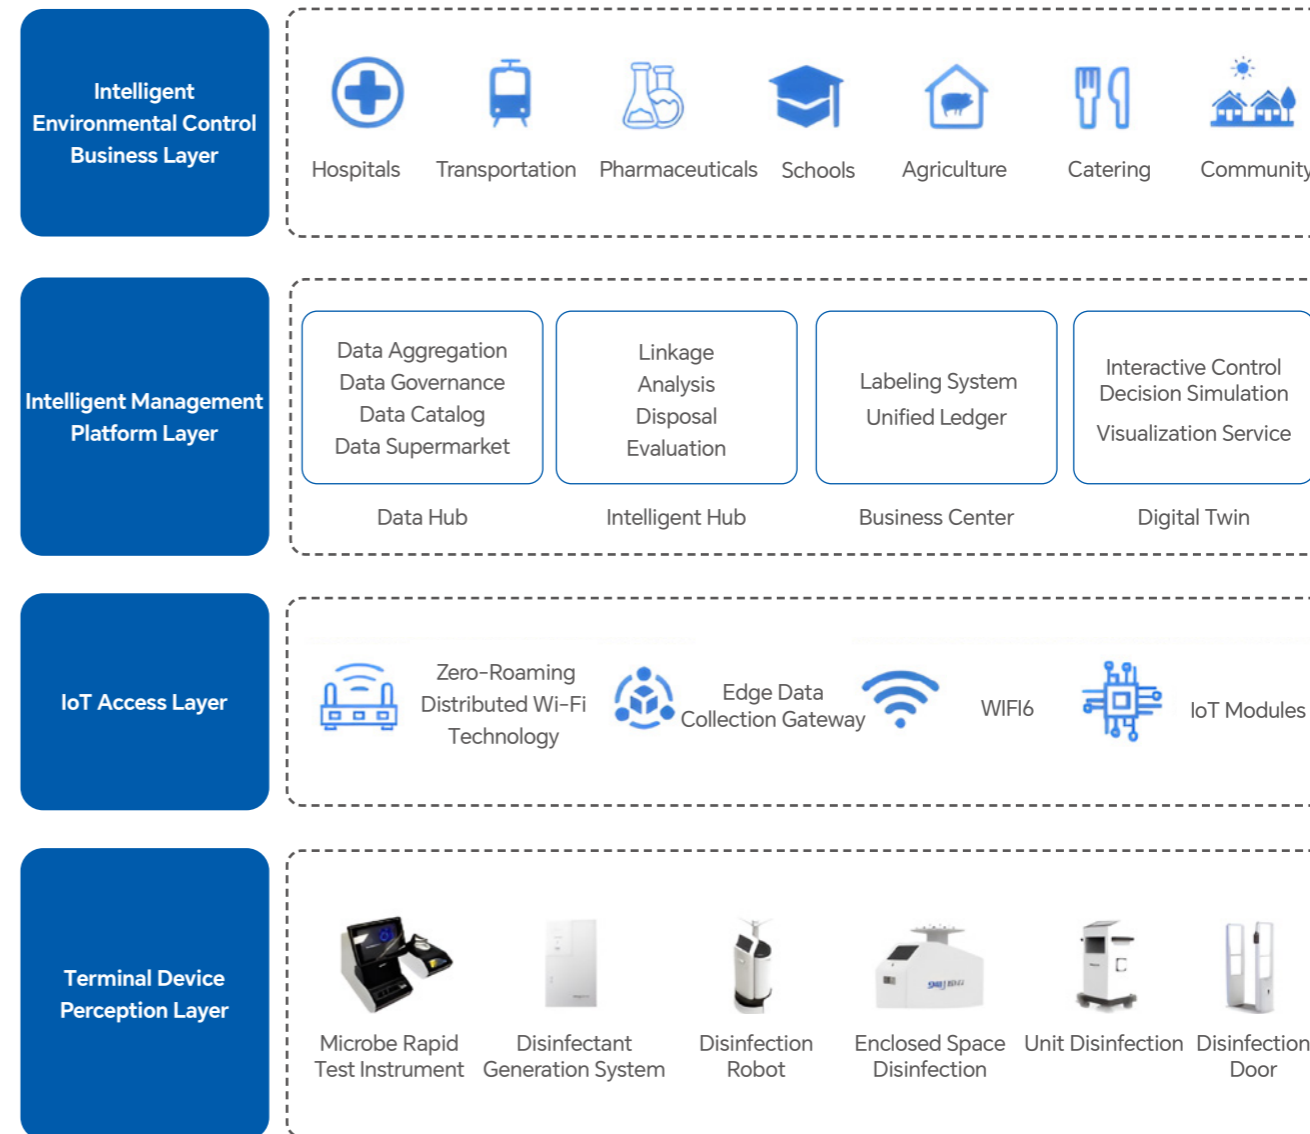 Intelligent
Environmental Control
Business Layer
Hospitals
Transportation
Pharmaceuticals
Schools
Agriculture
Catering
Community
Intelligent Management
Platform Layer
Data Aggregation
Data Governance
Data Catalog
Data Supermarket
Data Hub
Linkage
Analysis
Disposal
Evaluation
Intelligent Hub
Labeling System
Unified Ledger
Business Center
Interactive Control
Decision Simulation
Visualization Service
Digital Twin
IoT Access Layer
Zero-Roaming
Distributed Wi-Fi
Technology
Edge Data
Collection Gateway
WIFI6
IoT Modules
Terminal Device
Perception Layer
Microbe Rapid
Test Instrument
Disinfectant
Generation System
Disinfection
Robot
Enclosed Space
Disinfection
Unit Disinfection
Disinfection
Door